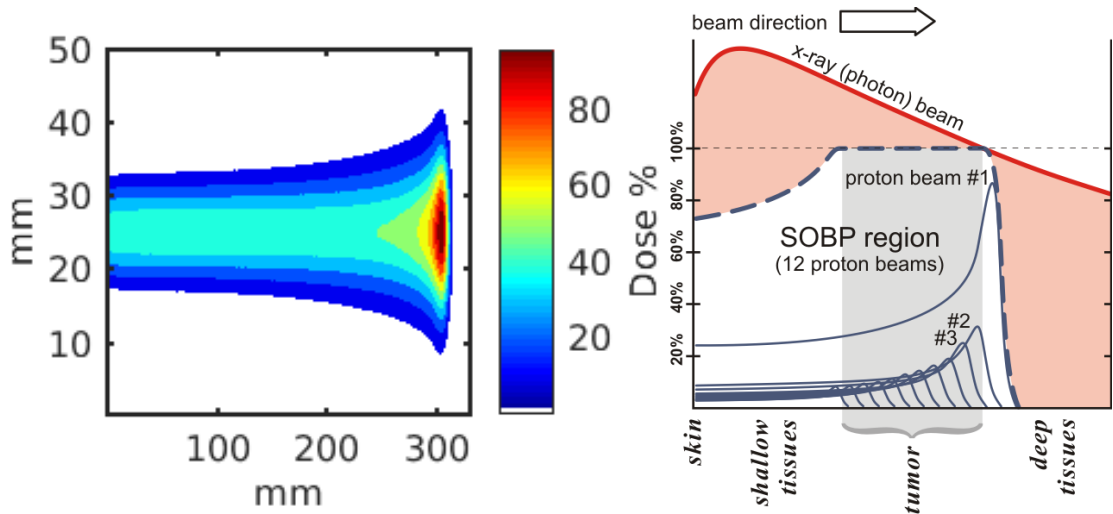 50
40
30
20
10
mm
100
200
300
mm
80
60
40
20
Dose %
beam direction
x-ray (photon) beam
100%
80%
60%
40%
20%
proton beam #1
SOBP region
(12 proton beams)
#2
#3
skin
shallow
tissues
tumor
deep
tissues